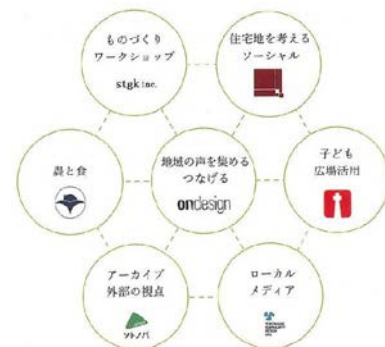 ものづくり
ワークショップ
stgk inc.
住宅地を考える
ソーシャル
農と食
地域の声を集める
つなげる
ondesign
子ども
広場活用
アーカイブ
外部の視点
ソトノバ
ローカル
メディア